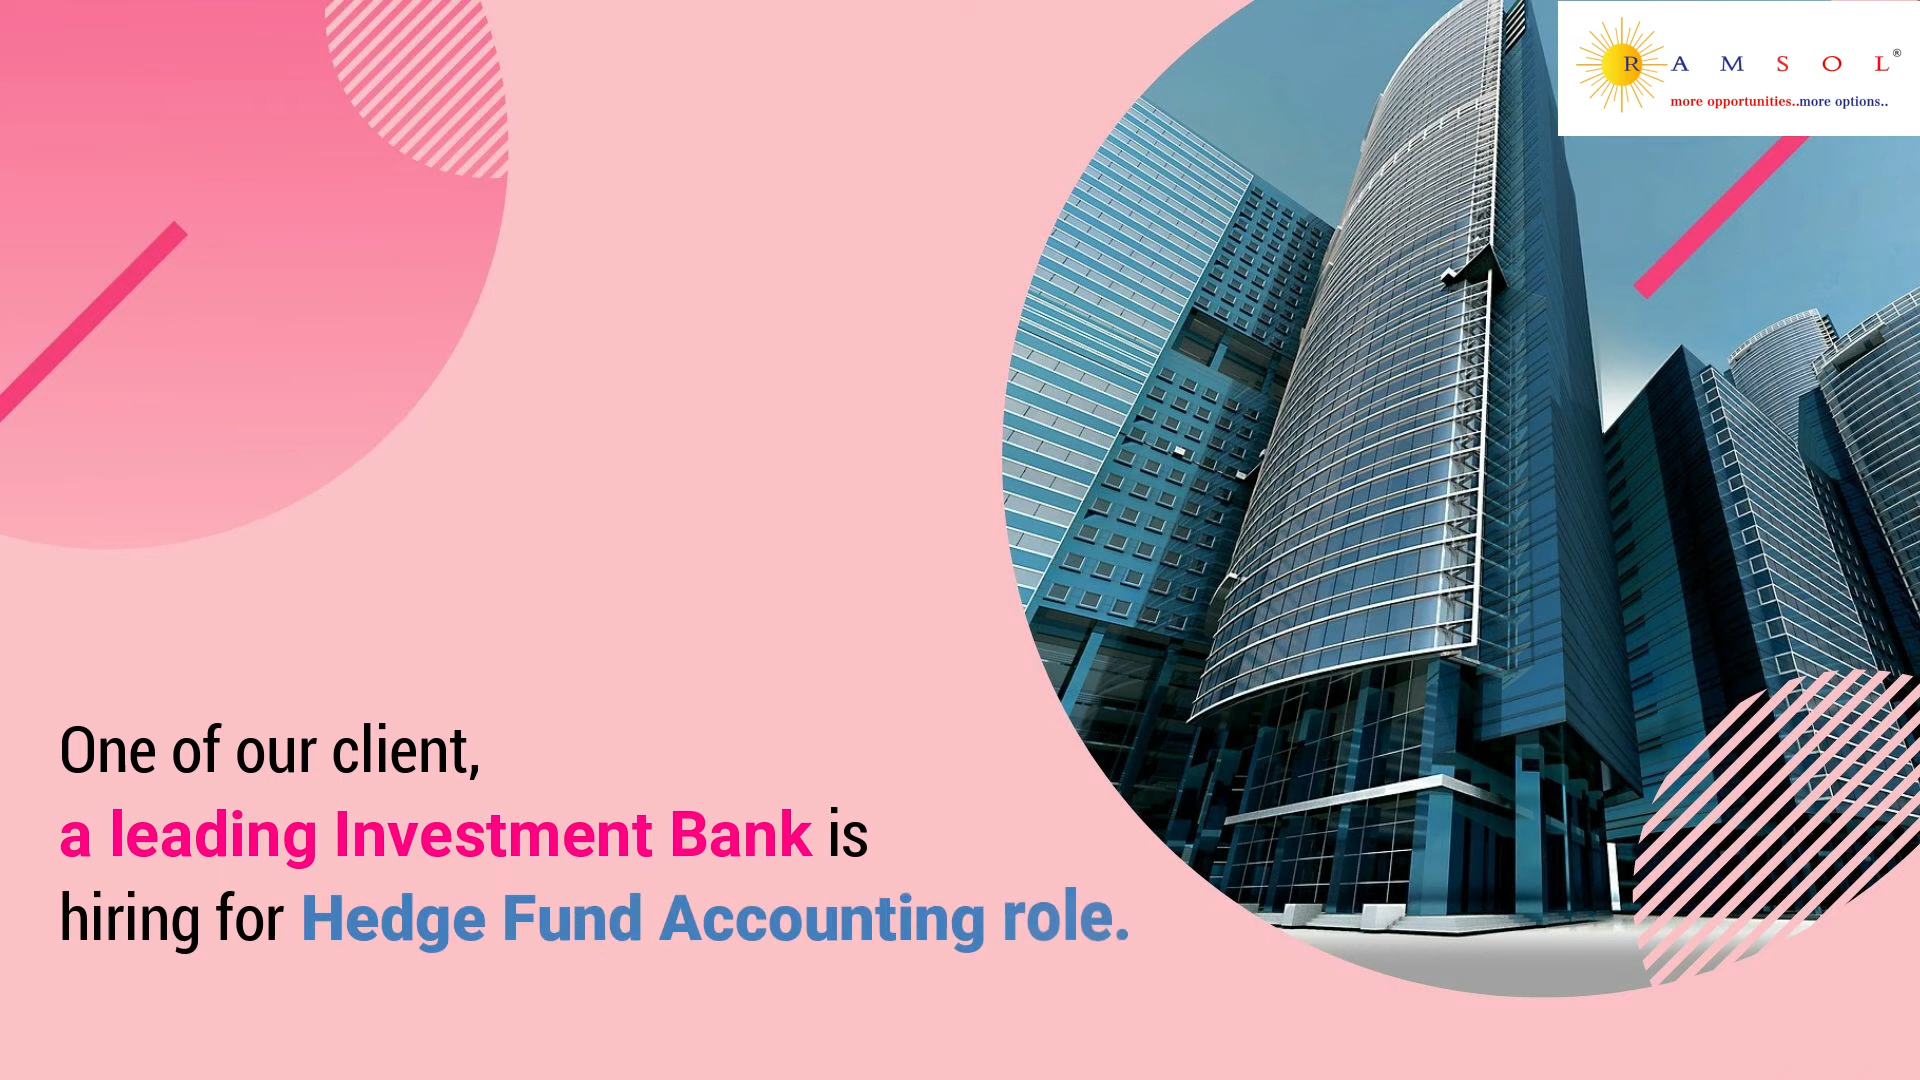 R A M S O L®
more opportunities..more options..
One of our client,
a leading Investment Bank is
hiring for Hedge Fund Accounting role.